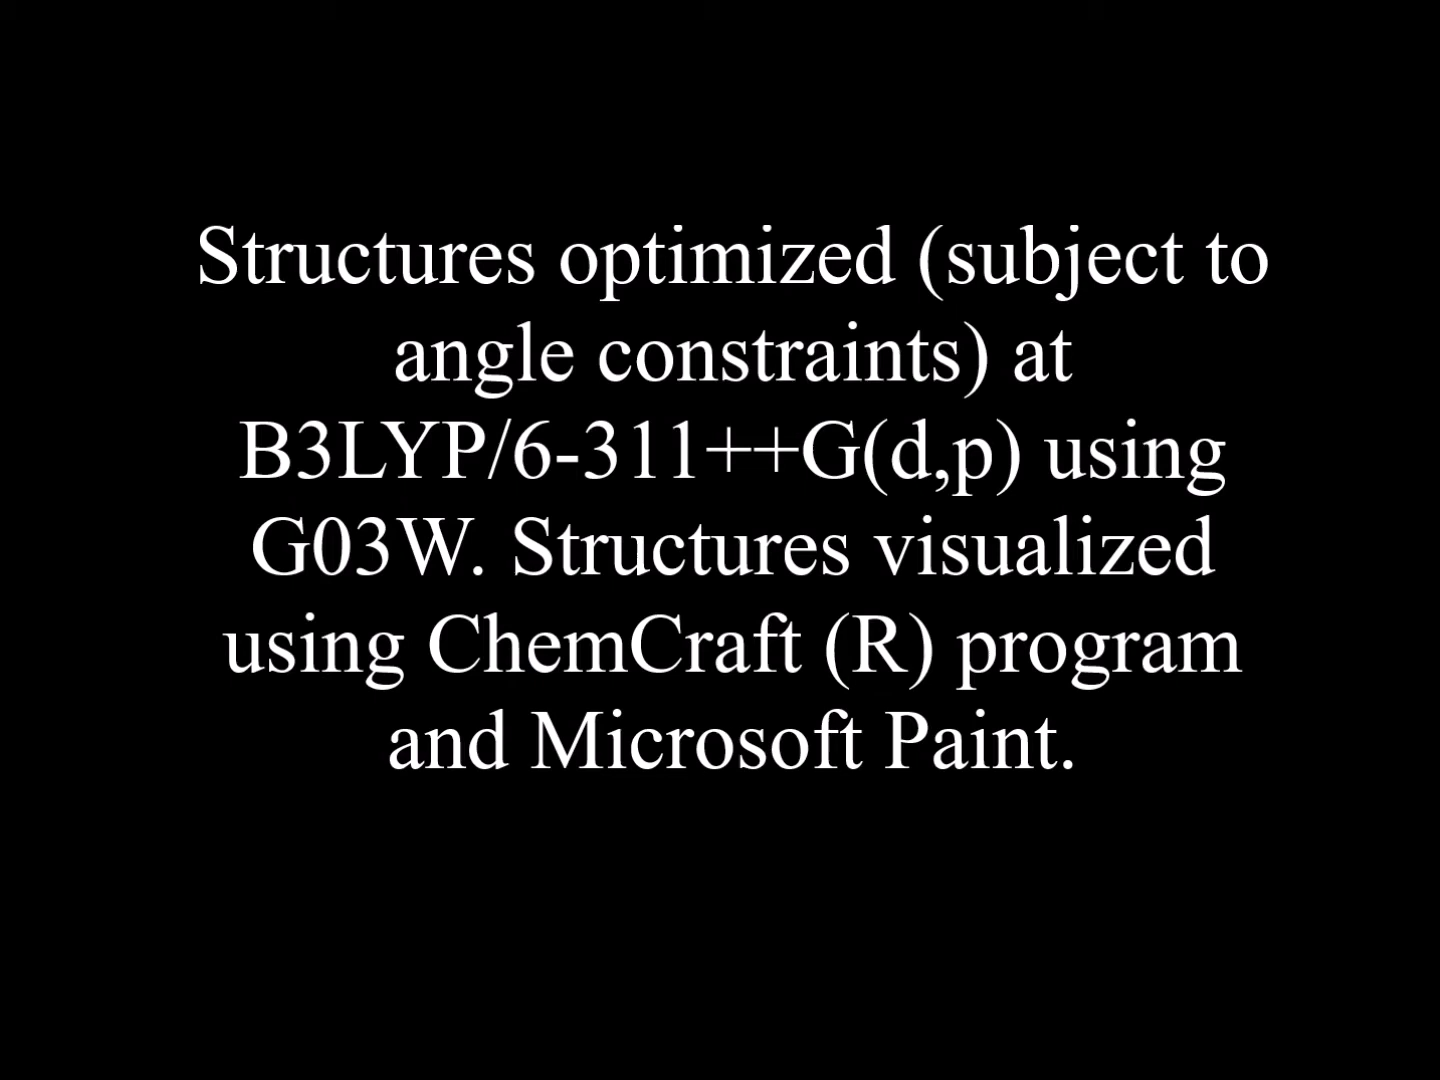 Structures optimized (subject to
angle constraints) at
B3LYP/6-311++G(d,p) using
G03W. Structures visualized
using ChemCraft (R) program
and Microsoft Paint.